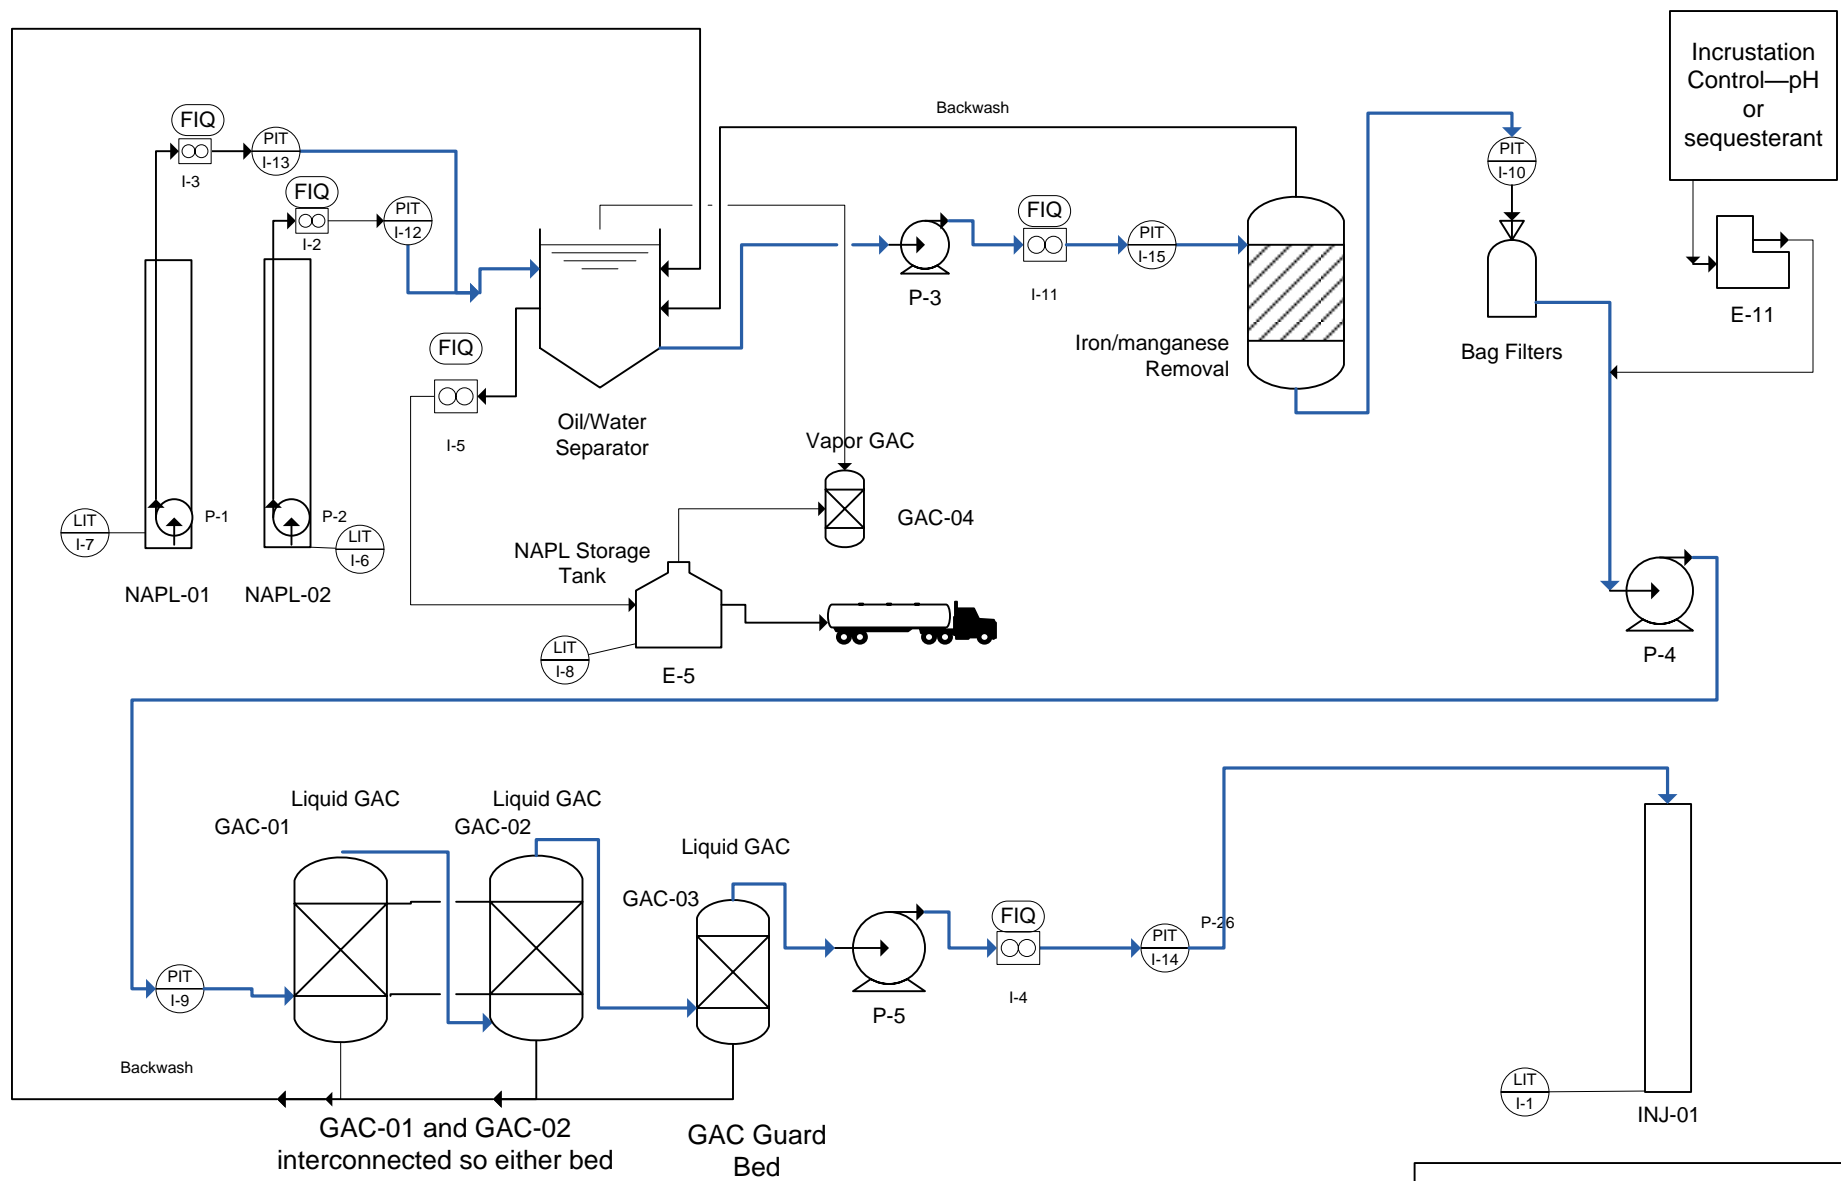 Incrustation
Control—pH
or
sequesterant
Backwash
FIQ
PIT
I-13
I-3
FIQ
PIT
I-12
I-2
FIQ
I-5
Oil/Water
Separator
P-3
FIQ
I-11
PIT
I-15
Iron/manganese
Removal
PIT
I-10
Bag Filters
E-11
Vapor GAC
GAC-04
LIT
I-7
P-1
P-2
LIT
I-6
NAPL-01
NAPL-02
NAPL Storage
Tank
LIT
I-8
E-5
P-4
Liquid GAC
GAC-01
Liquid GAC
GAC-02
Liquid GAC
GAC-03
PIT
I-9
P-5
FIQ
I-4
PIT
I-14
P-26
Backwash
LIT
I-1
INJ-01
GAC-01 and GAC-02
interconnected so either bed
GAC Guard
Bed